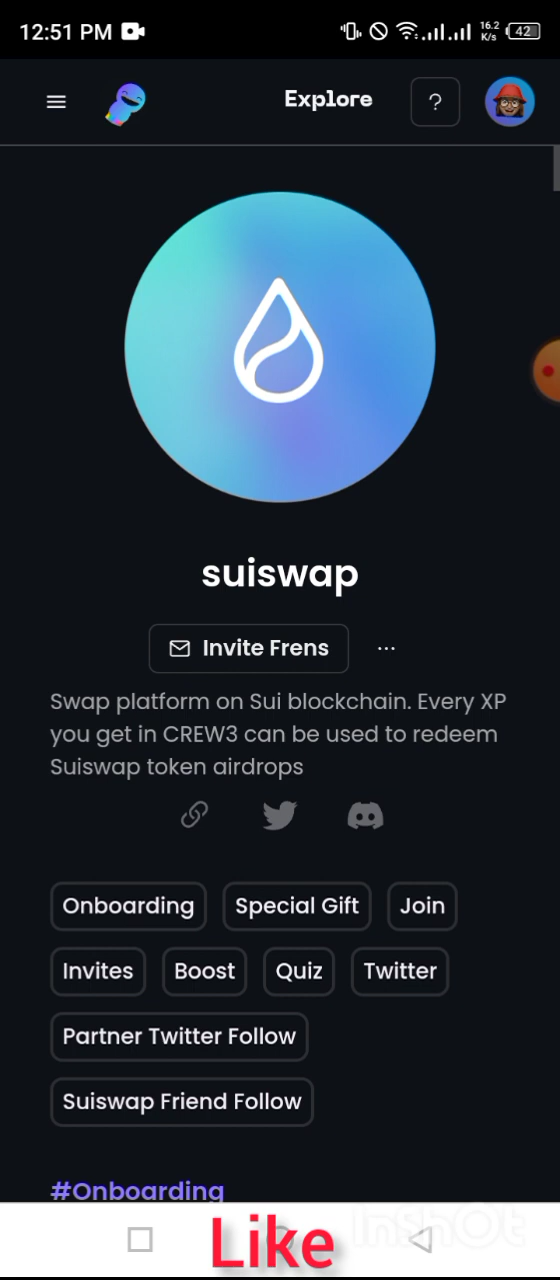 12:51 PM
16.2
K/s
42
Explore
?
suiswap
Invite Frens ...
Swap platform on Sui blockchain. Every XP
you get in CREW3 can be used to redeem
Suiswap token airdrops
Onboarding Special Gift Join
Invites Boost Quiz Twitter
Partner Twitter Follow
Suiswap Friend Follow
#Onboarding
Like
InShOt